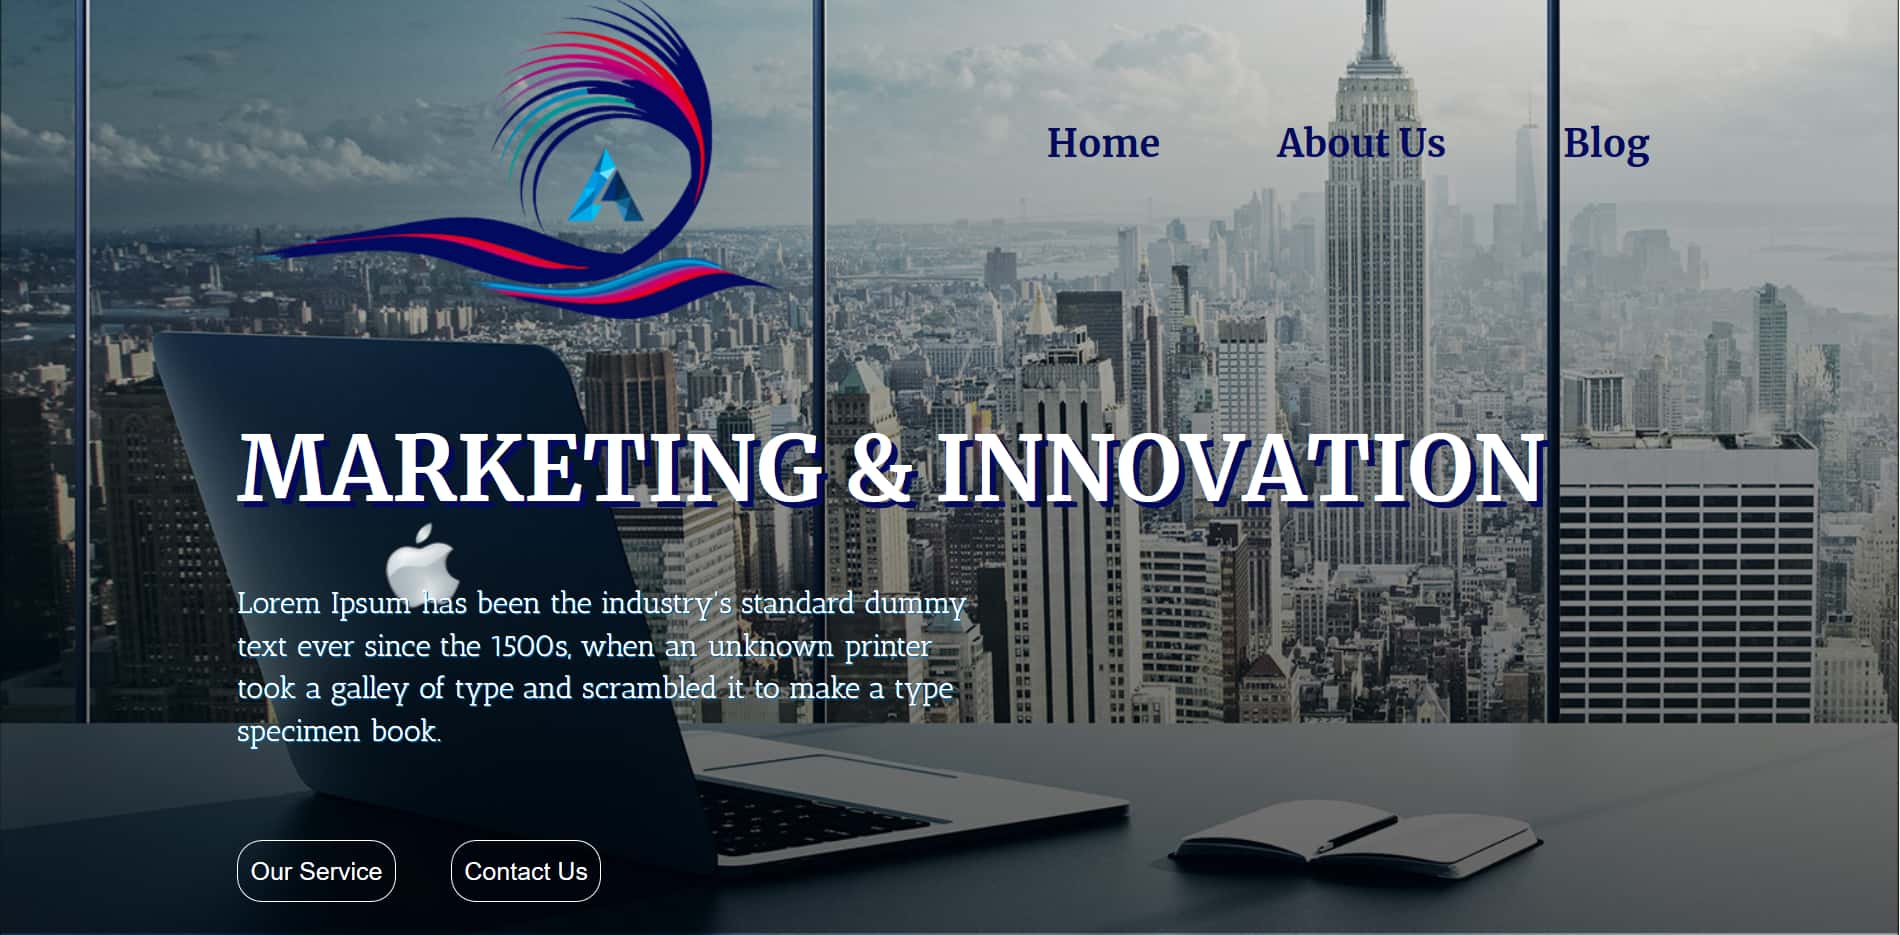 Home
About Us
Blog
MARKETING & INNOVATION
Lorem Ipsum has been the industry's standard dummy
text ever since the 1500s, when an unknown printer
took a galley of type and scrambled it to make a type
specimen book.
Our Service
Contact Us